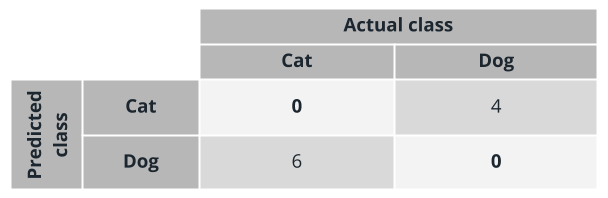 Actual class
Cat Dog
Predicted
class
Cat 0 4
Dog 6 0